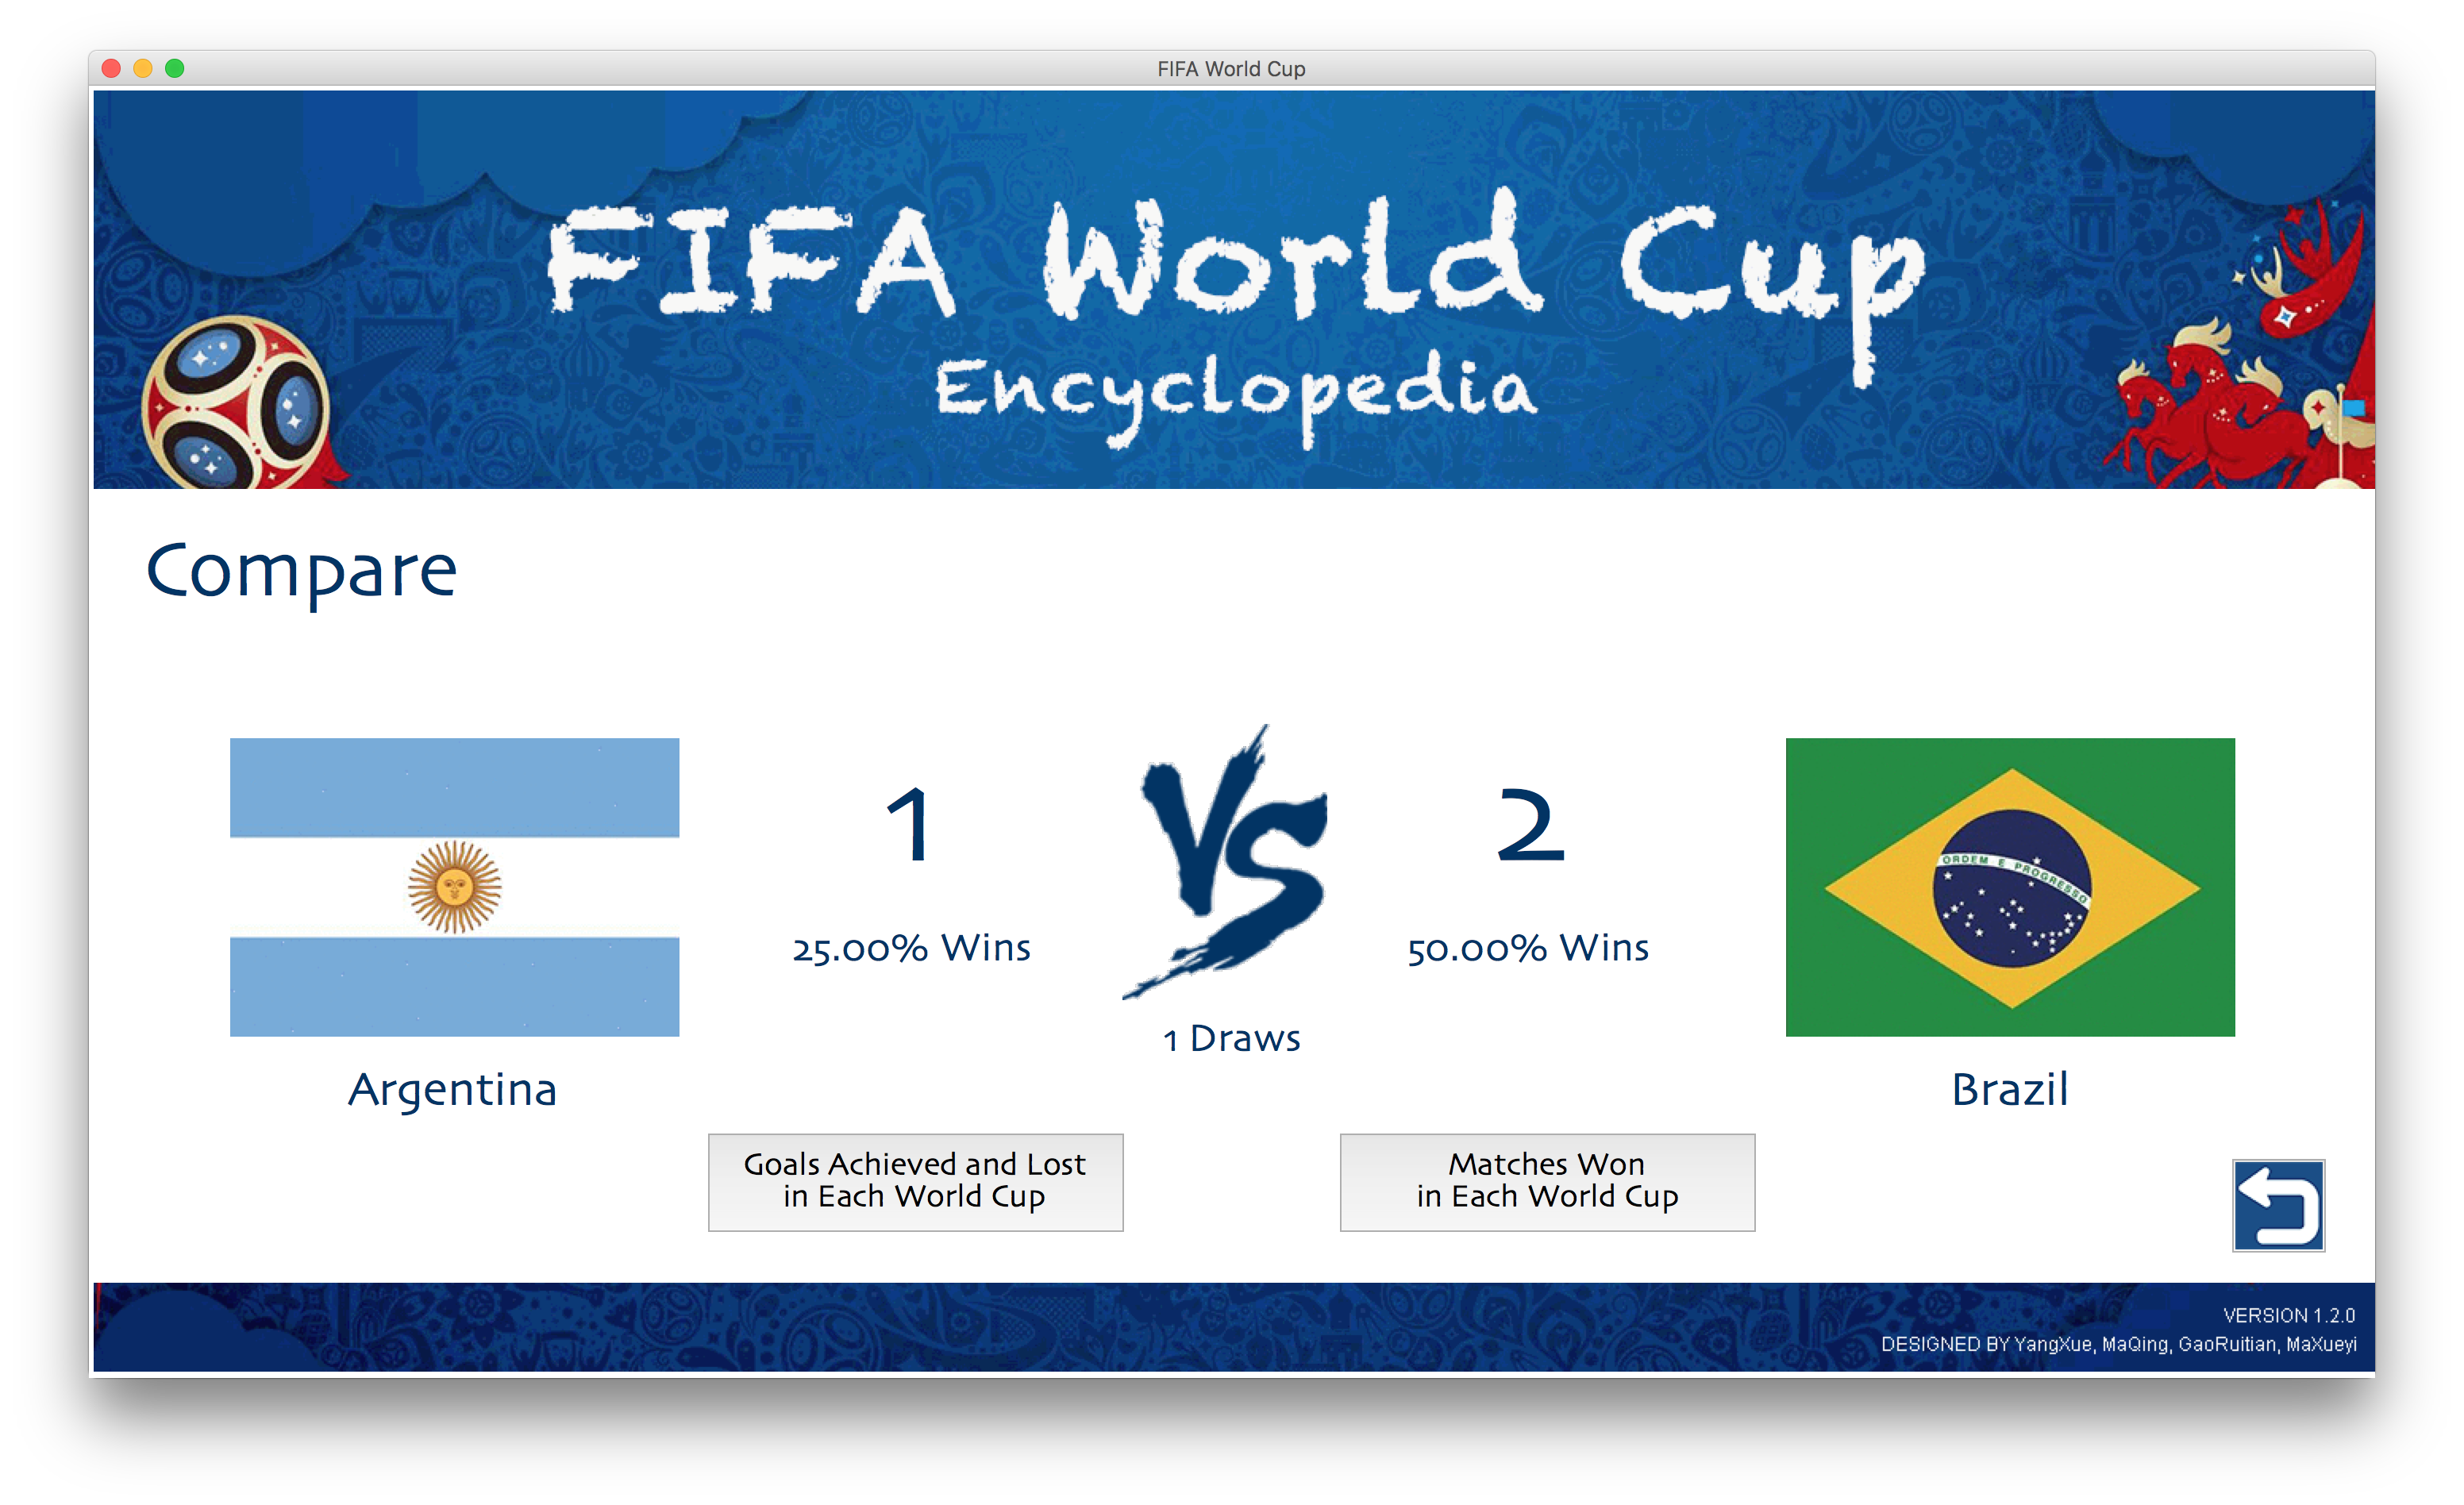 FIFA World Cup
FIFA World Cup
Encyclopedia
Compare
1
VS
2
25.00% Wins
50.00% Wins
ORDEM E PROGRESSO
1 Draws
Argentina
Brazil
Goals Achieved and Lost
in Each World Cup
Matches Won
in Each World Cup
VERSION 1.2.0
DESIGNED BY YangXue, MaQing, GaoRuitian, MaXueyi